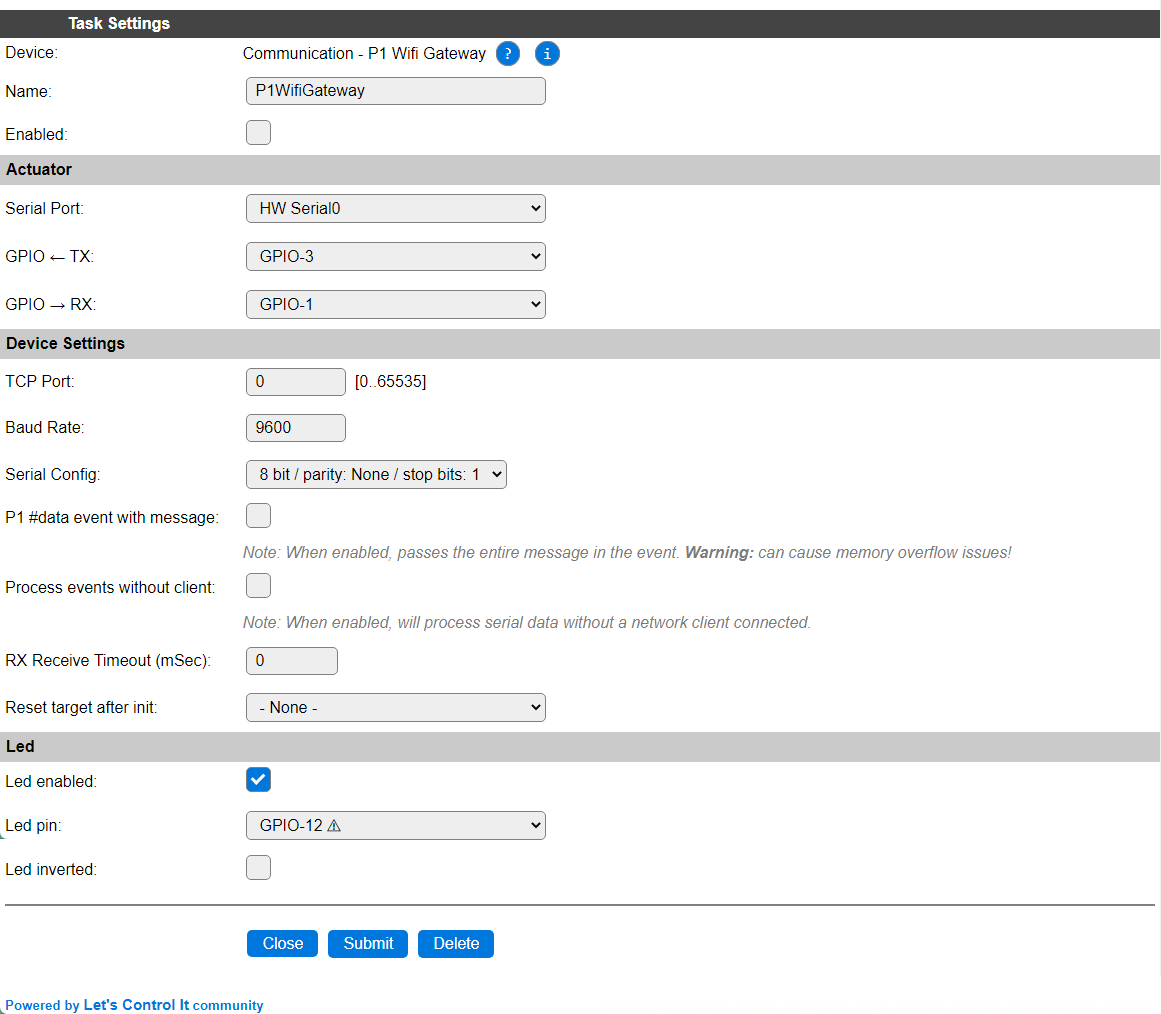 Task Settings
Device: Communication - P1 Wifi Gateway ? i
Name: P1WifiGateway
Enabled:
Actuator
Serial Port: HW Serial0
GPIO ← TX: GPIO-3
GPIO → RX: GPIO-1
Device Settings
TCP Port: 0 [0..65535]
Baud Rate: 9600
Serial Config: 8 bit / parity: None / stop bits: 1
P1 #data event with message:
Note: When enabled, passes the entire message in the event. Warning: can cause memory overflow issues!
Process events without client:
Note: When enabled, will process serial data without a network client connected.
RX Receive Timeout (mSec): 0
Reset target after init: - None -
Led
Led enabled:
Led pin: GPIO-12 ⚠
Led inverted:
Close Submit Delete
Powered by Let's Control It community